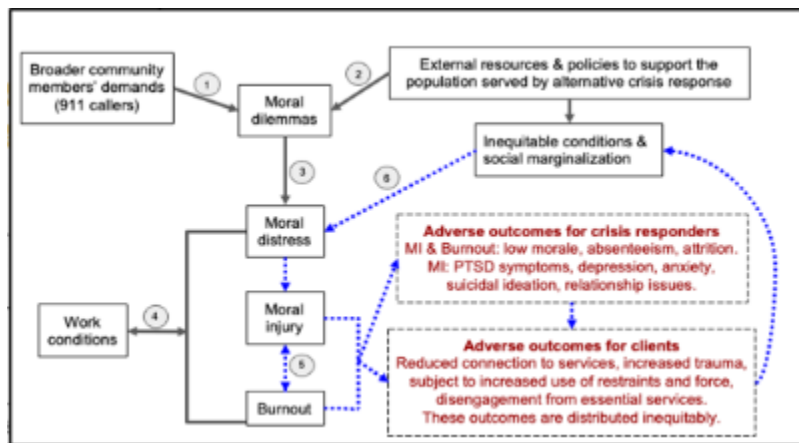 Broader community
members' demands
(911 callers)
1
2
External resources & policies to support the
population served by alternative crisis response
Moral
dilemmas
Inequitable conditions &
social marginalization
3
6
Moral
distress
Adverse outcomes for crisis responders
MI & Burnout: low morale, absenteeism, attrition.
MI: PTSD symptoms, depression, anxiety,
suicidal ideation, relationship issues.
Work
conditions
4
Moral
injury
5
Burnout
Adverse outcomes for clients
Reduced connection to services, increased trauma,
subject to increased use of restraints and force,
disengagement from essential services.
These outcomes are distributed inequitably.